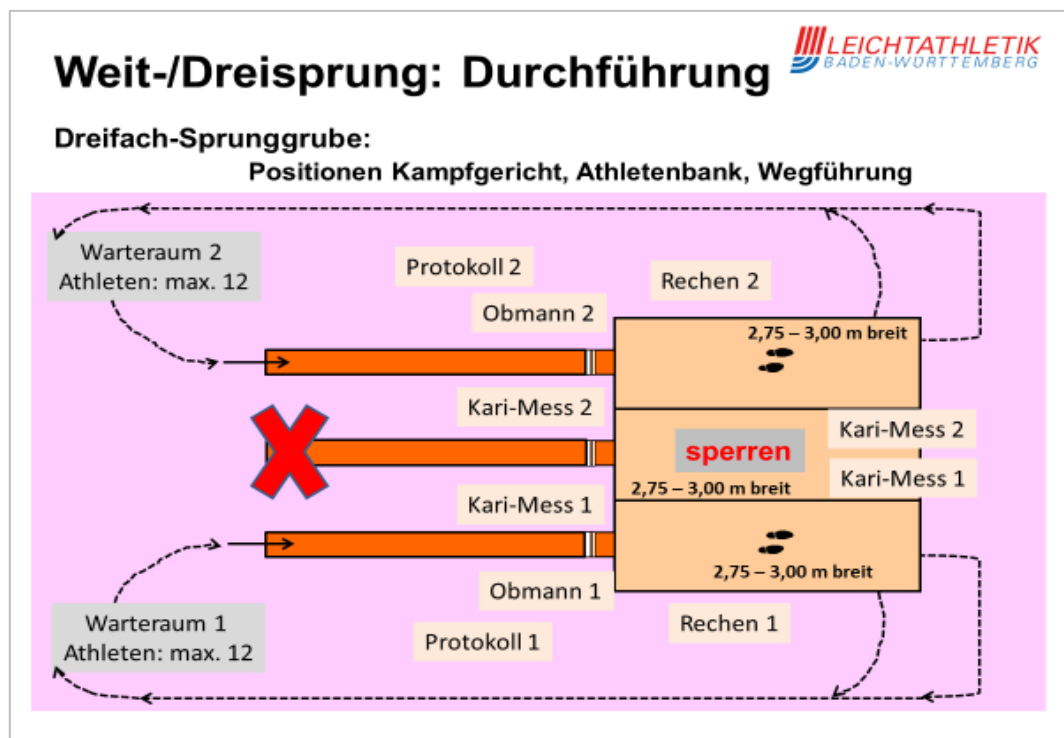 LEICHTATHLETIK
BADEN-WÜRTTEMBERG
Weit-/Dreisprung: Durchführung
Dreifach-Sprunggrube:
Positionen Kampfgericht, Athletenbank, Wegführung
Warteraum 2
Athleten: max. 12
Protokoll 2
Rechen 2
Obmann 2
2,75 – 3,00 m breit
Kari-Mess 2
Kari-Mess 2
sperren
Kari-Mess 1
2,75 – 3,00 m breit
Kari-Mess 1
2,75 – 3,00 m breit
Obmann 1
Warteraum 1
Athleten: max. 12
Rechen 1
Protokoll 1